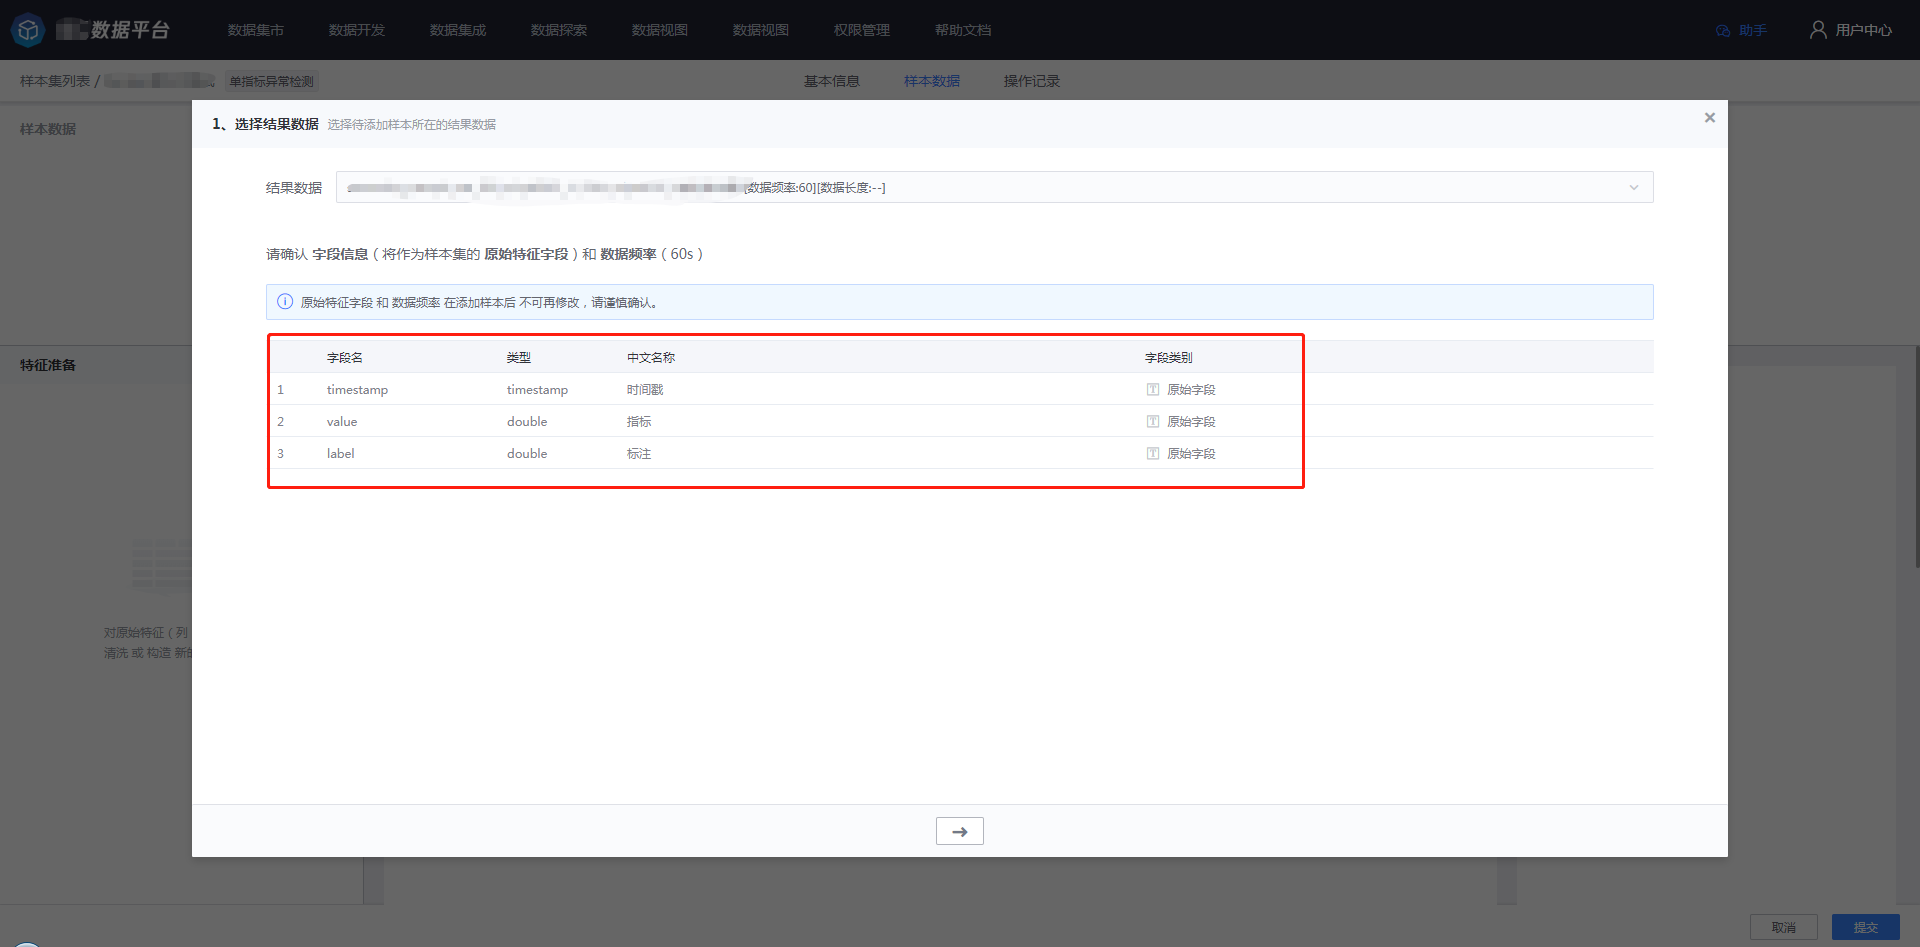 数据平台 数据集市 数据开发 数据集成 数据探索 数据视图 数据视图 权限管理 帮助文档 助手 用户中心
样本集列表 / 单指标异常检测 基本信息 样本数据 操作记录
样本数据
1、选择结果数据 选择待添加样本所在的结果数据 ×
结果数据 [数据频率:60][数据长度:--]
请确认 字段信息（将作为样本集的 原始特征字段）和 数据频率（60s）
原始特征字段 和 数据频率 在添加样本后 不可再修改，请谨慎确认。
字段名 类型 中文名称 字段类别
1 timestamp timestamp 时间戳 T 原始字段
2 value double 指标 T 原始字段
3 label double 标注 T 原始字段
特征准备
对原始特征（列
清洗 或 构造 新
取消 提交